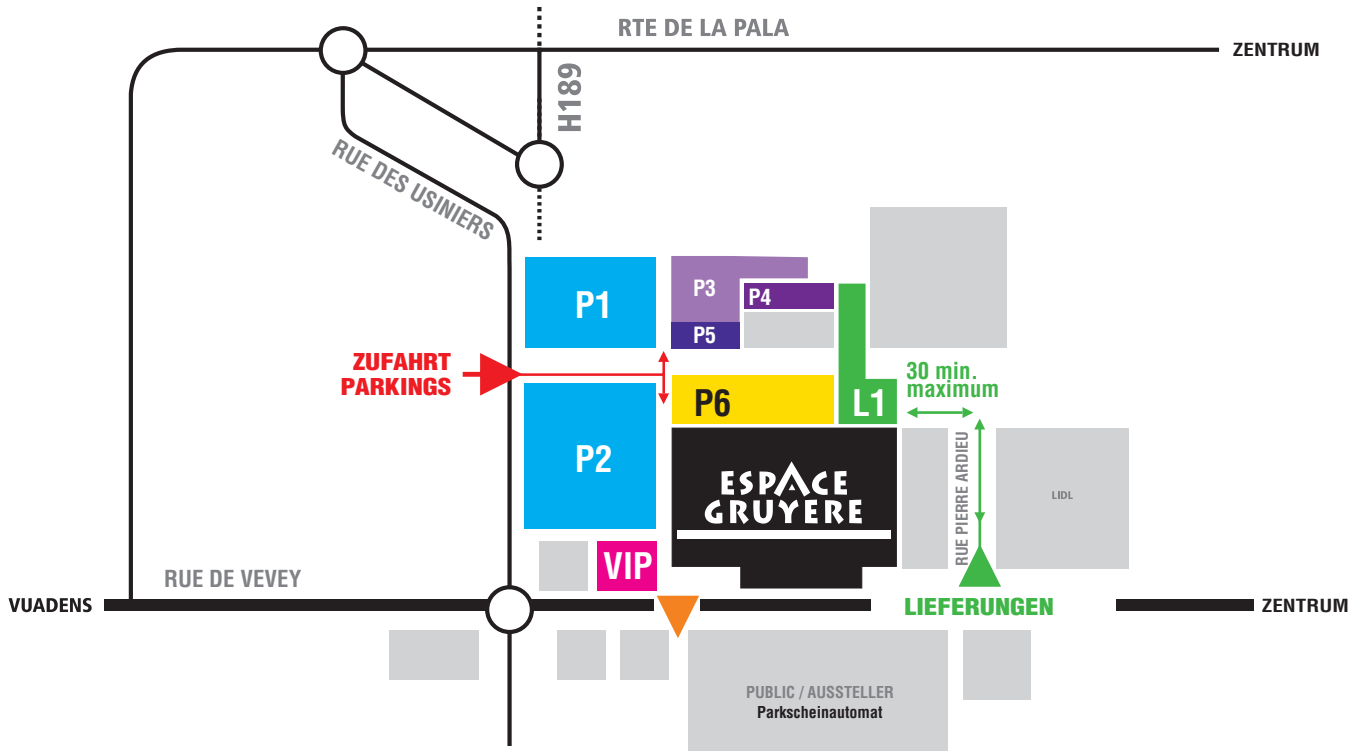 RTE DE LA PALA
ZENTRUM
H189
RUE DES USINIERS
P1
P3
P4
P5
ZUFAHRT
PARKINGS
30 min.
maximum
P6
L1
P2
ESPACE
GRUYERE
RUE PIERRE ARDIEU
LIDL
VIP
RUE DE VEVEY
VUADENS
LIEFERUNGEN
ZENTRUM
PUBLIC / AUSSTELLER
Parkscheinautomat